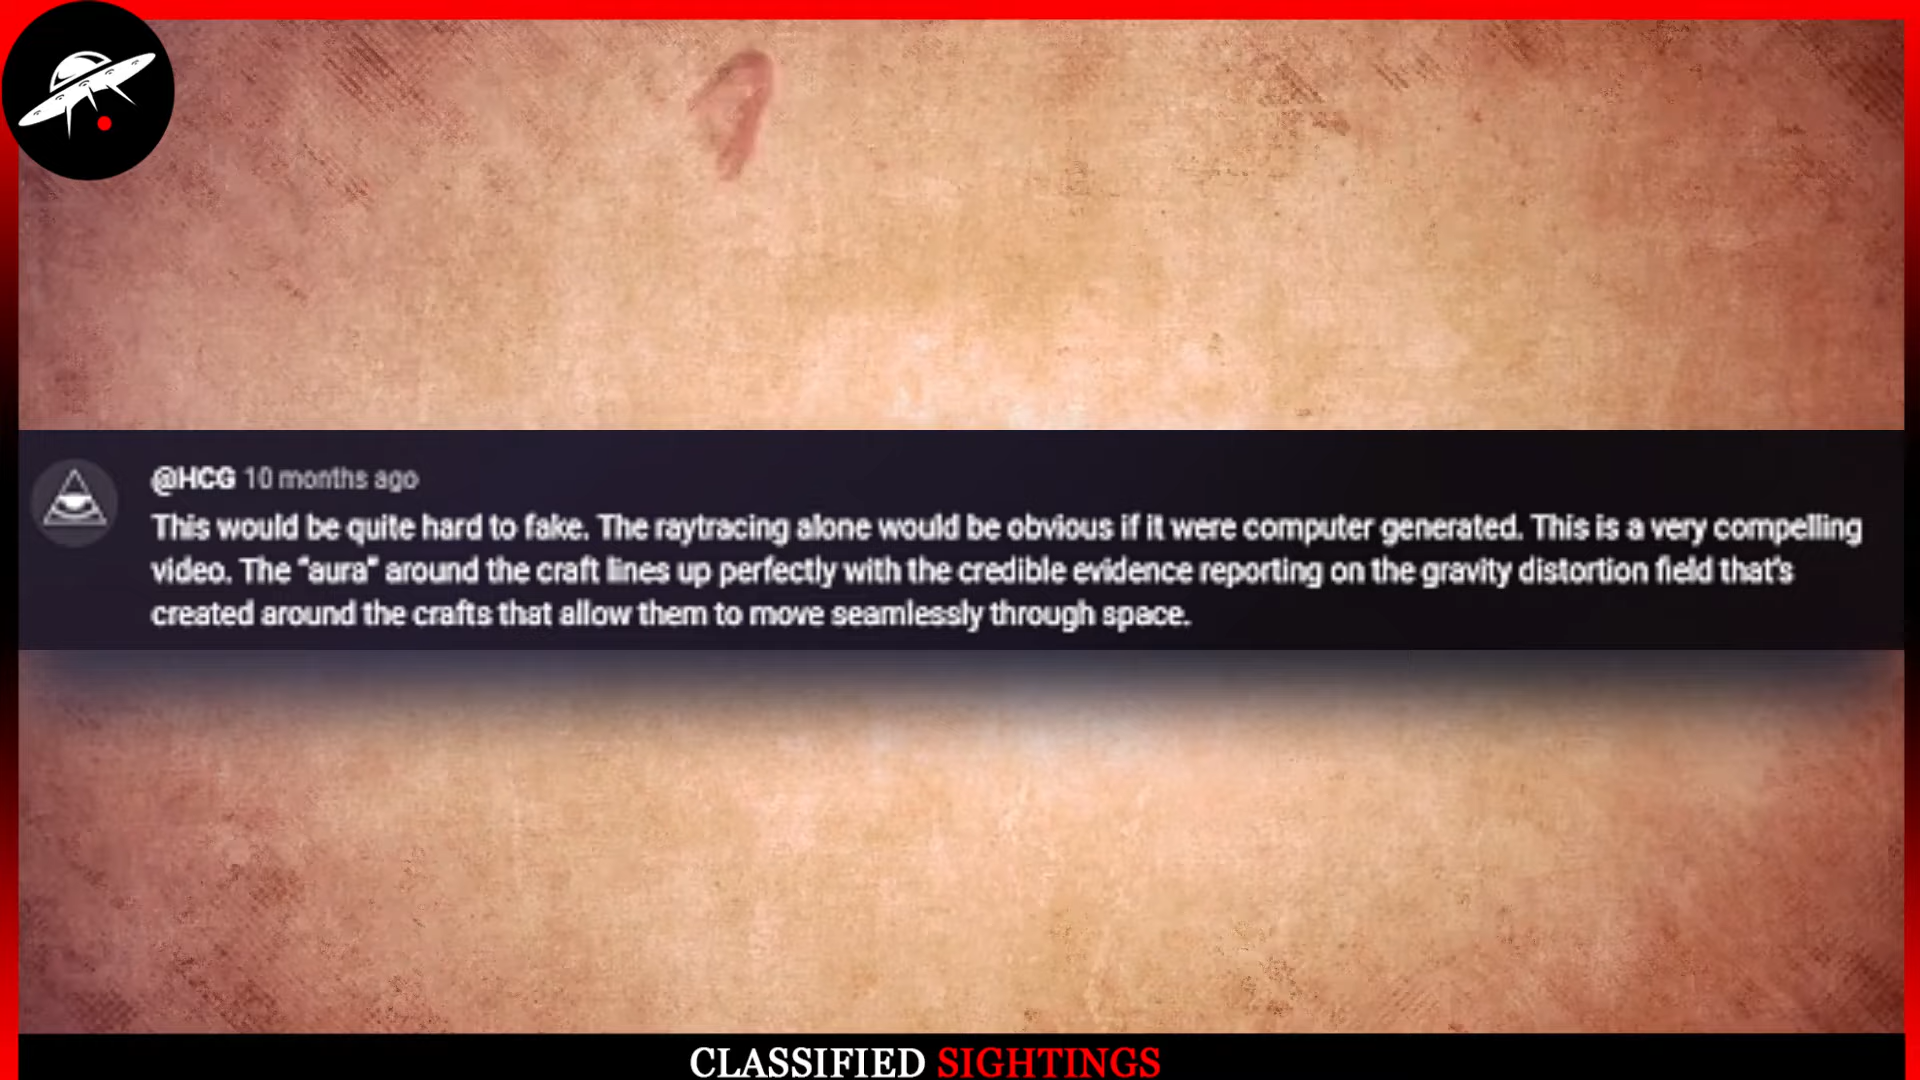 @HCG 10 months ago
This would be quite hard to fake. The raytracing alone would be obvious if it were computer generated. This is a very compelling
video. The "aura" around the craft lines up perfectly with the credible evidence reporting on the gravity distortion field that's
created around the crafts that allow them to move seamlessly through space.
CLASSIFIED SIGHTINGS